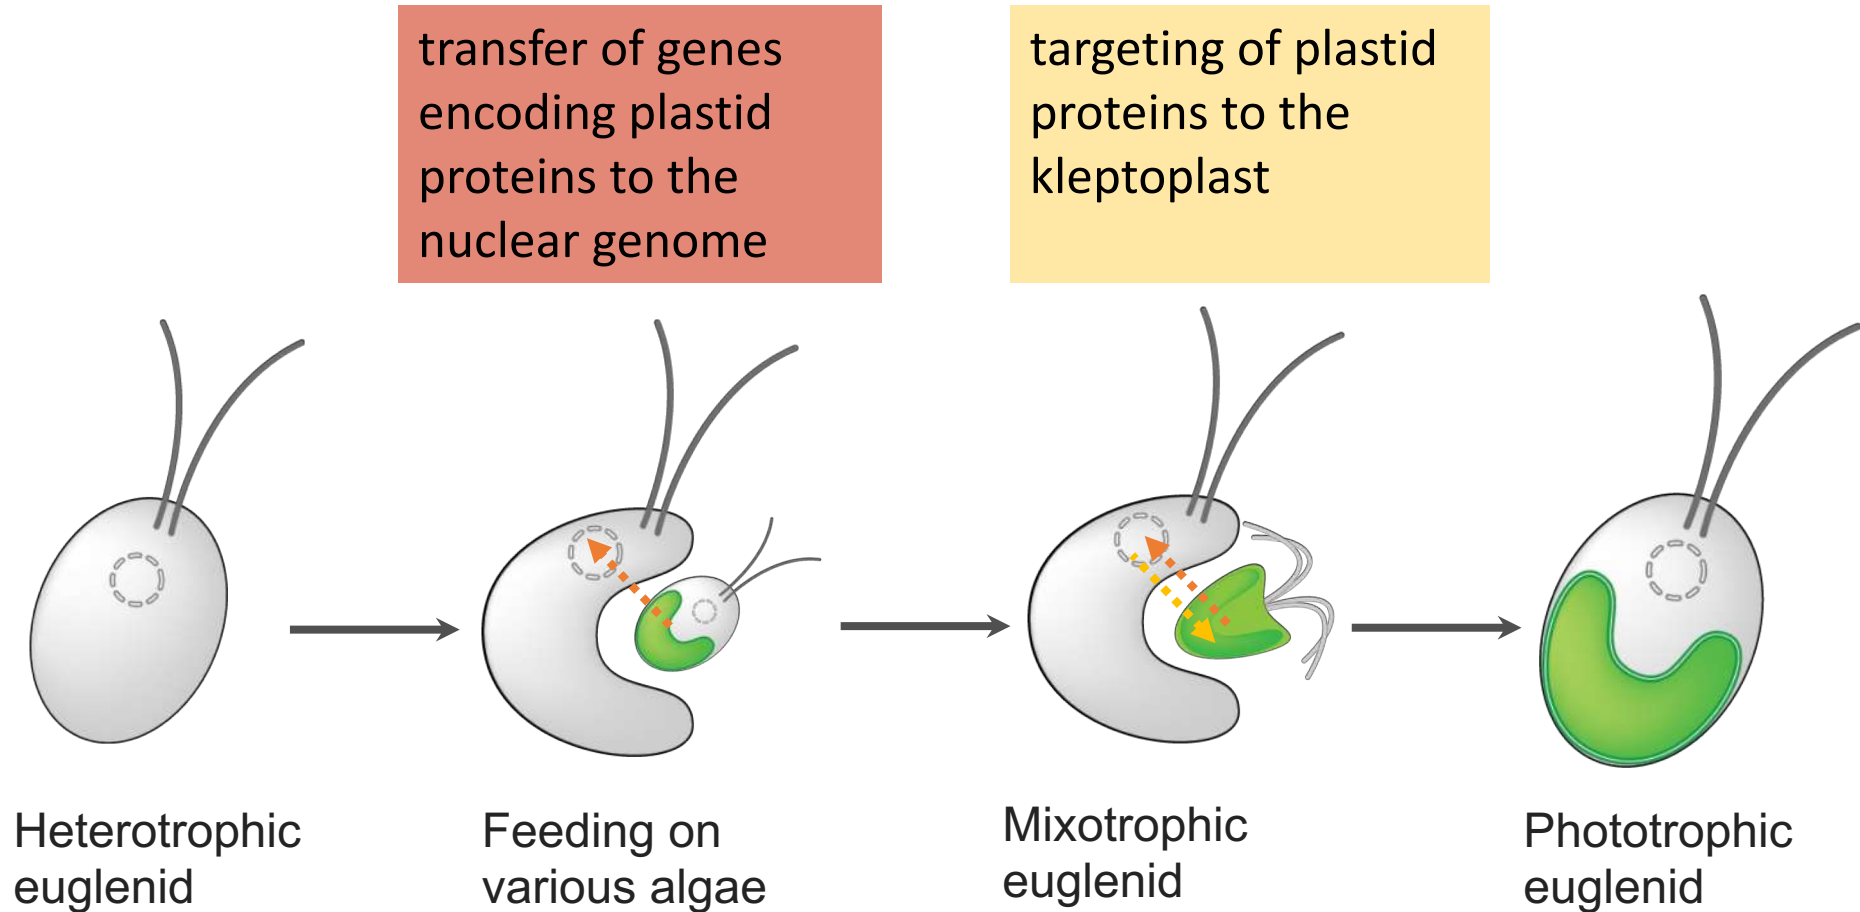 transfer of genes
encoding plastid
proteins to the
nuclear genome
targeting of plastid
proteins to the
kleptoplast
Heterotrophic
euglenid
Feeding on
various algae
Mixotrophic
euglenid
Phototrophic
euglenid